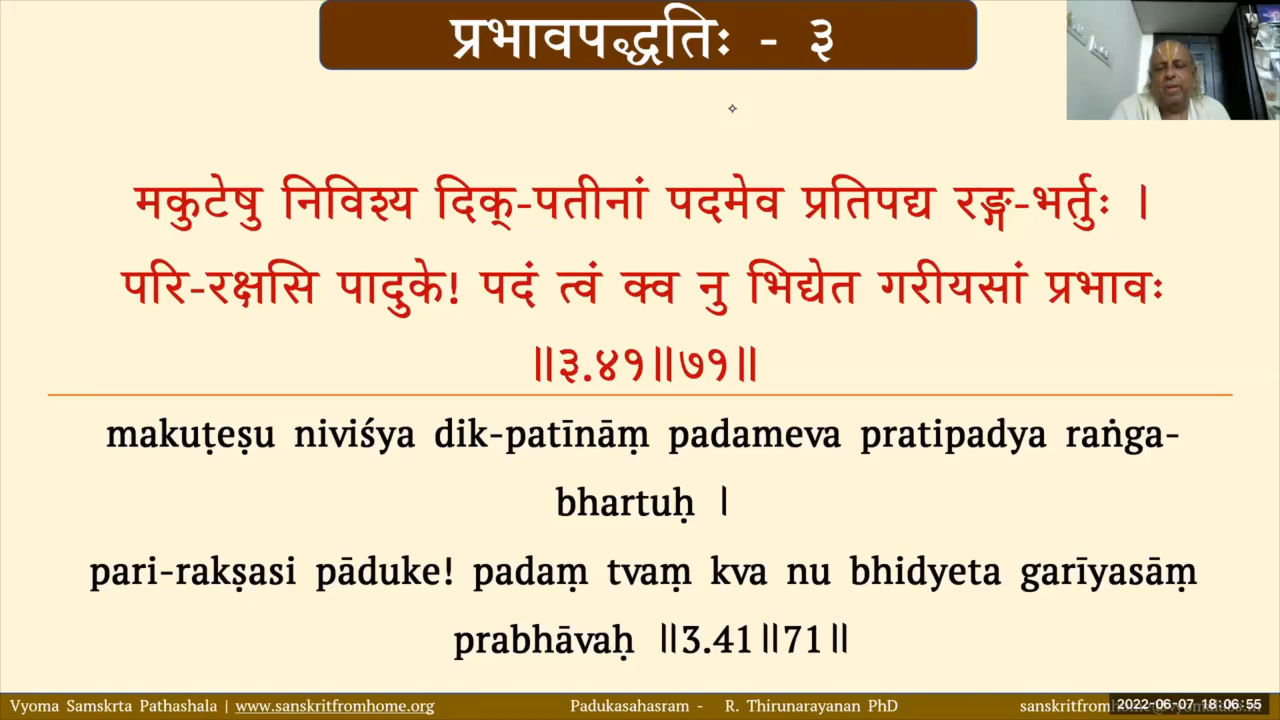 प्रभावपद्धतिः - ३
मकुटेषु निविश्य दिक्-पतीनां पदमेव प्रतिपद्य रङ्ग-भर्तुः ।
परि-रक्षसि पादुके! पदं त्वं क्व नु भिद्येत गरीयसां प्रभावः
॥३.४१॥७१॥
makuṭeṣu niviśya dik-patīnāṃ padameva pratipadya raṅga-
bhartuḥ ।
pari-rakṣasi pāduke! padaṃ tvaṃ kva nu bhidyeta garīyasāṃ
prabhāvaḥ ॥3.41॥71॥
Vyoma Samskrta Pathashala | www.sanskritfromhome.org Padukasahasram - R. Thirunarayanan PhD sanskritfrom 2022-06-07 18:06:55